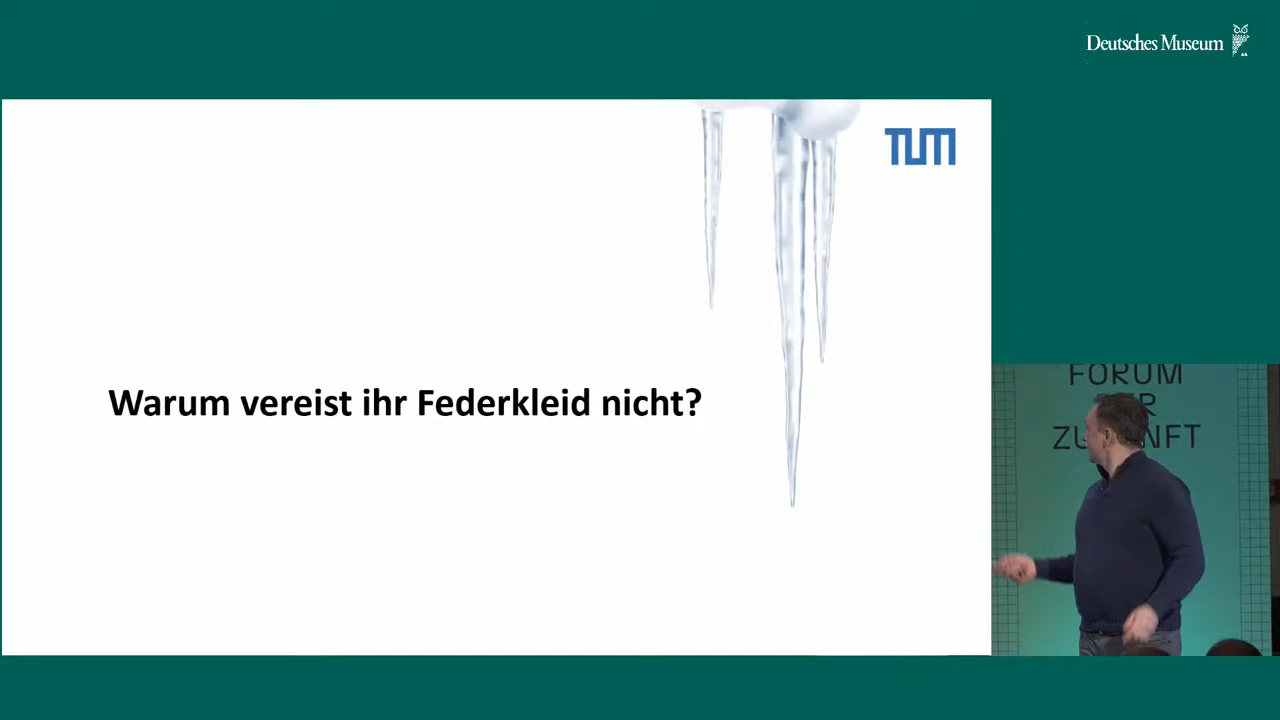 Deutsches Museum
TUM
Warum vereist ihr Federkleid nicht?
FORUM
ZUKUNFT